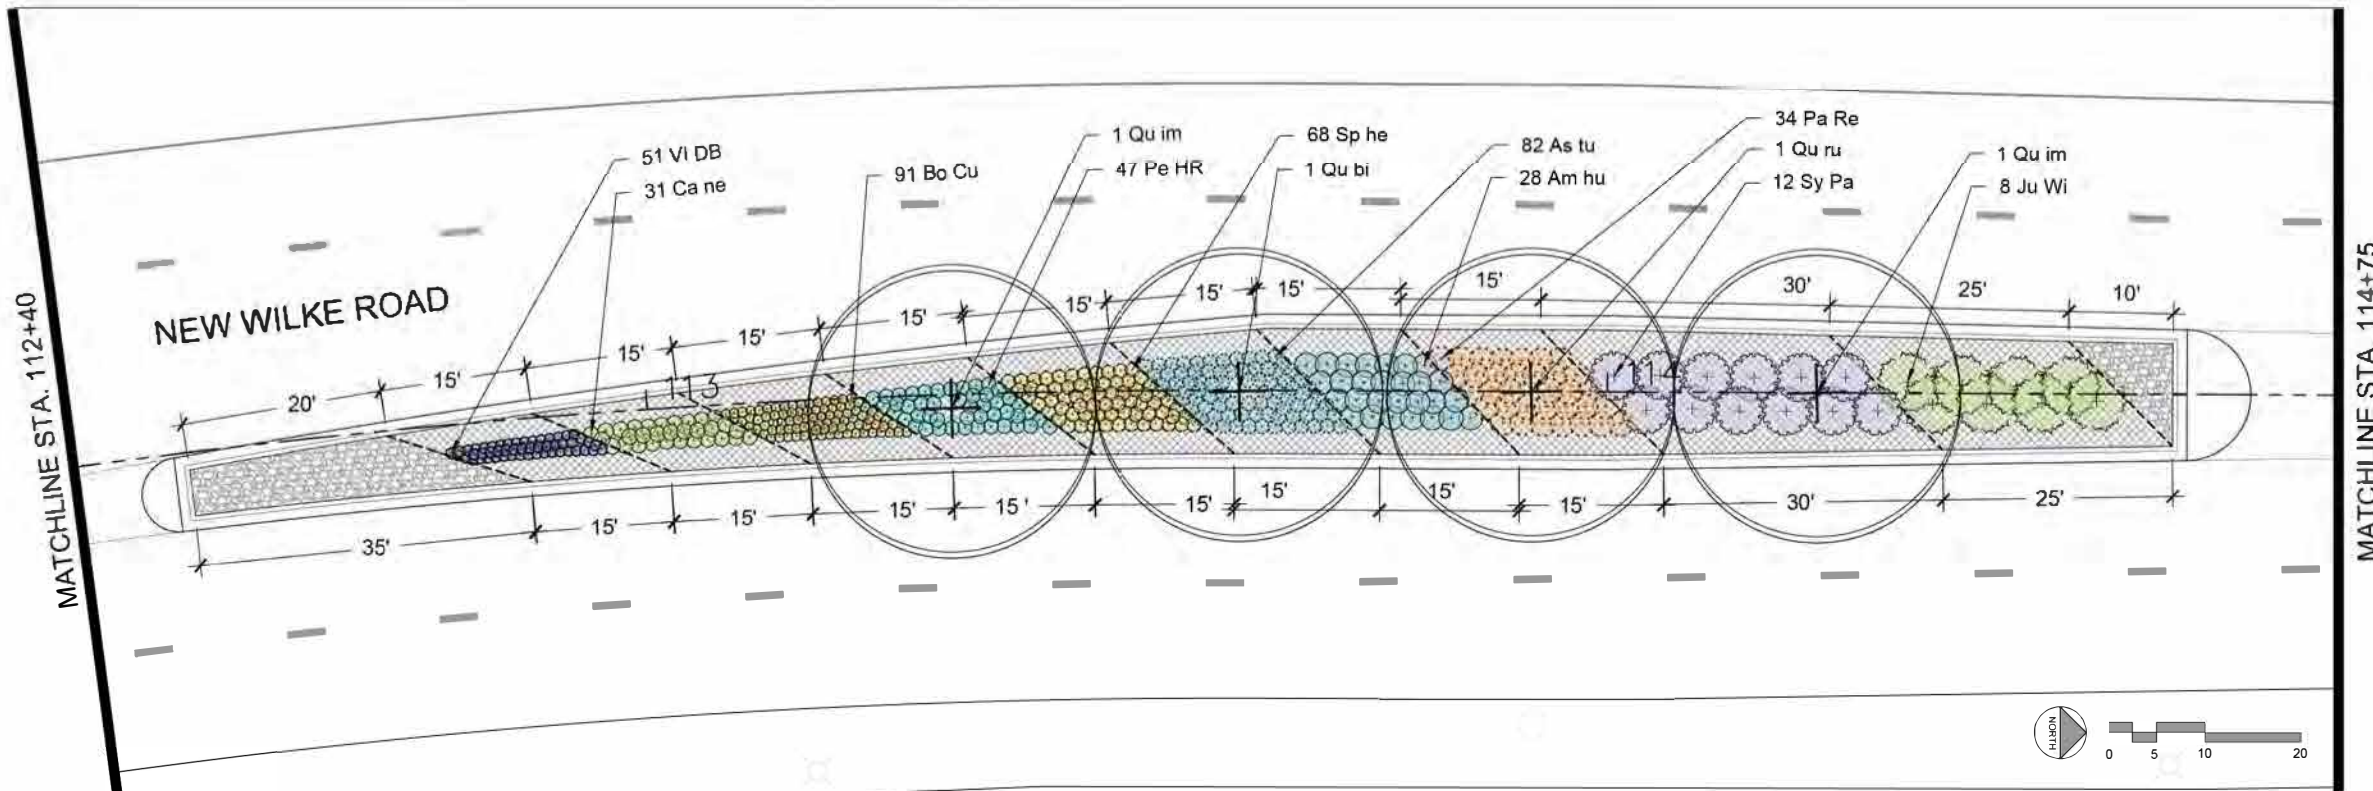 51 VI DB
31 Ca ne
91 Bo Cu
1 Qu im
47 Pe HR
68 Sp he
1 Qu bi
82 As tu
28 Am hu
34 Pa Re
1 Qu ru
12 Sy Pa
1 Qu im
8 Ju Wi
NEW WILKE ROAD
MATCHLINE STA. 112+40
MATCHLINE STA. 114+75
20'
15'
15'
15'
15'
15'
15'
15'
15'
30'
25'
10'
113
114
35'
15'
15'
15'
15'
15'
15'
15'
15'
30'
25'
NORTH
0 5 10 20